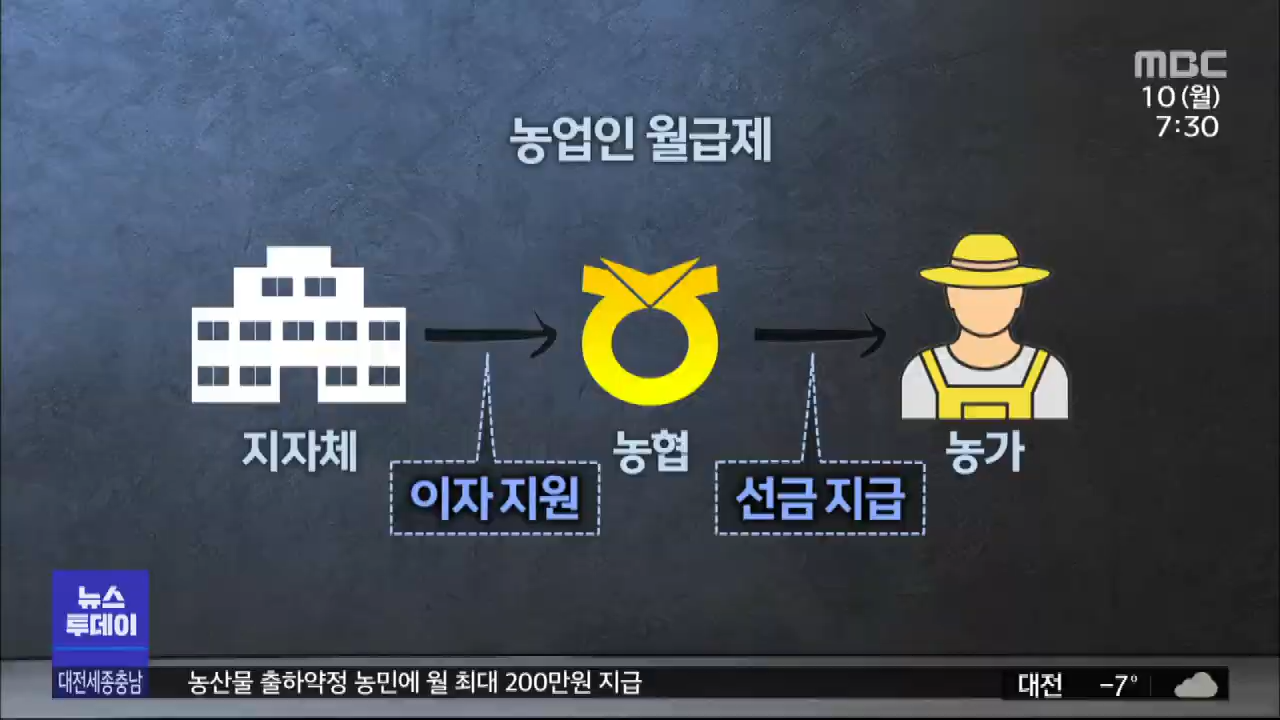 MBC
10(월)
7:30
농업인 월급제
지자체
농협
농가
이자 지원
선금 지급
뉴스
투데이
대전세종충남
농산물 출하약정 농민에 월 최대 200만원 지급
대전 -7°